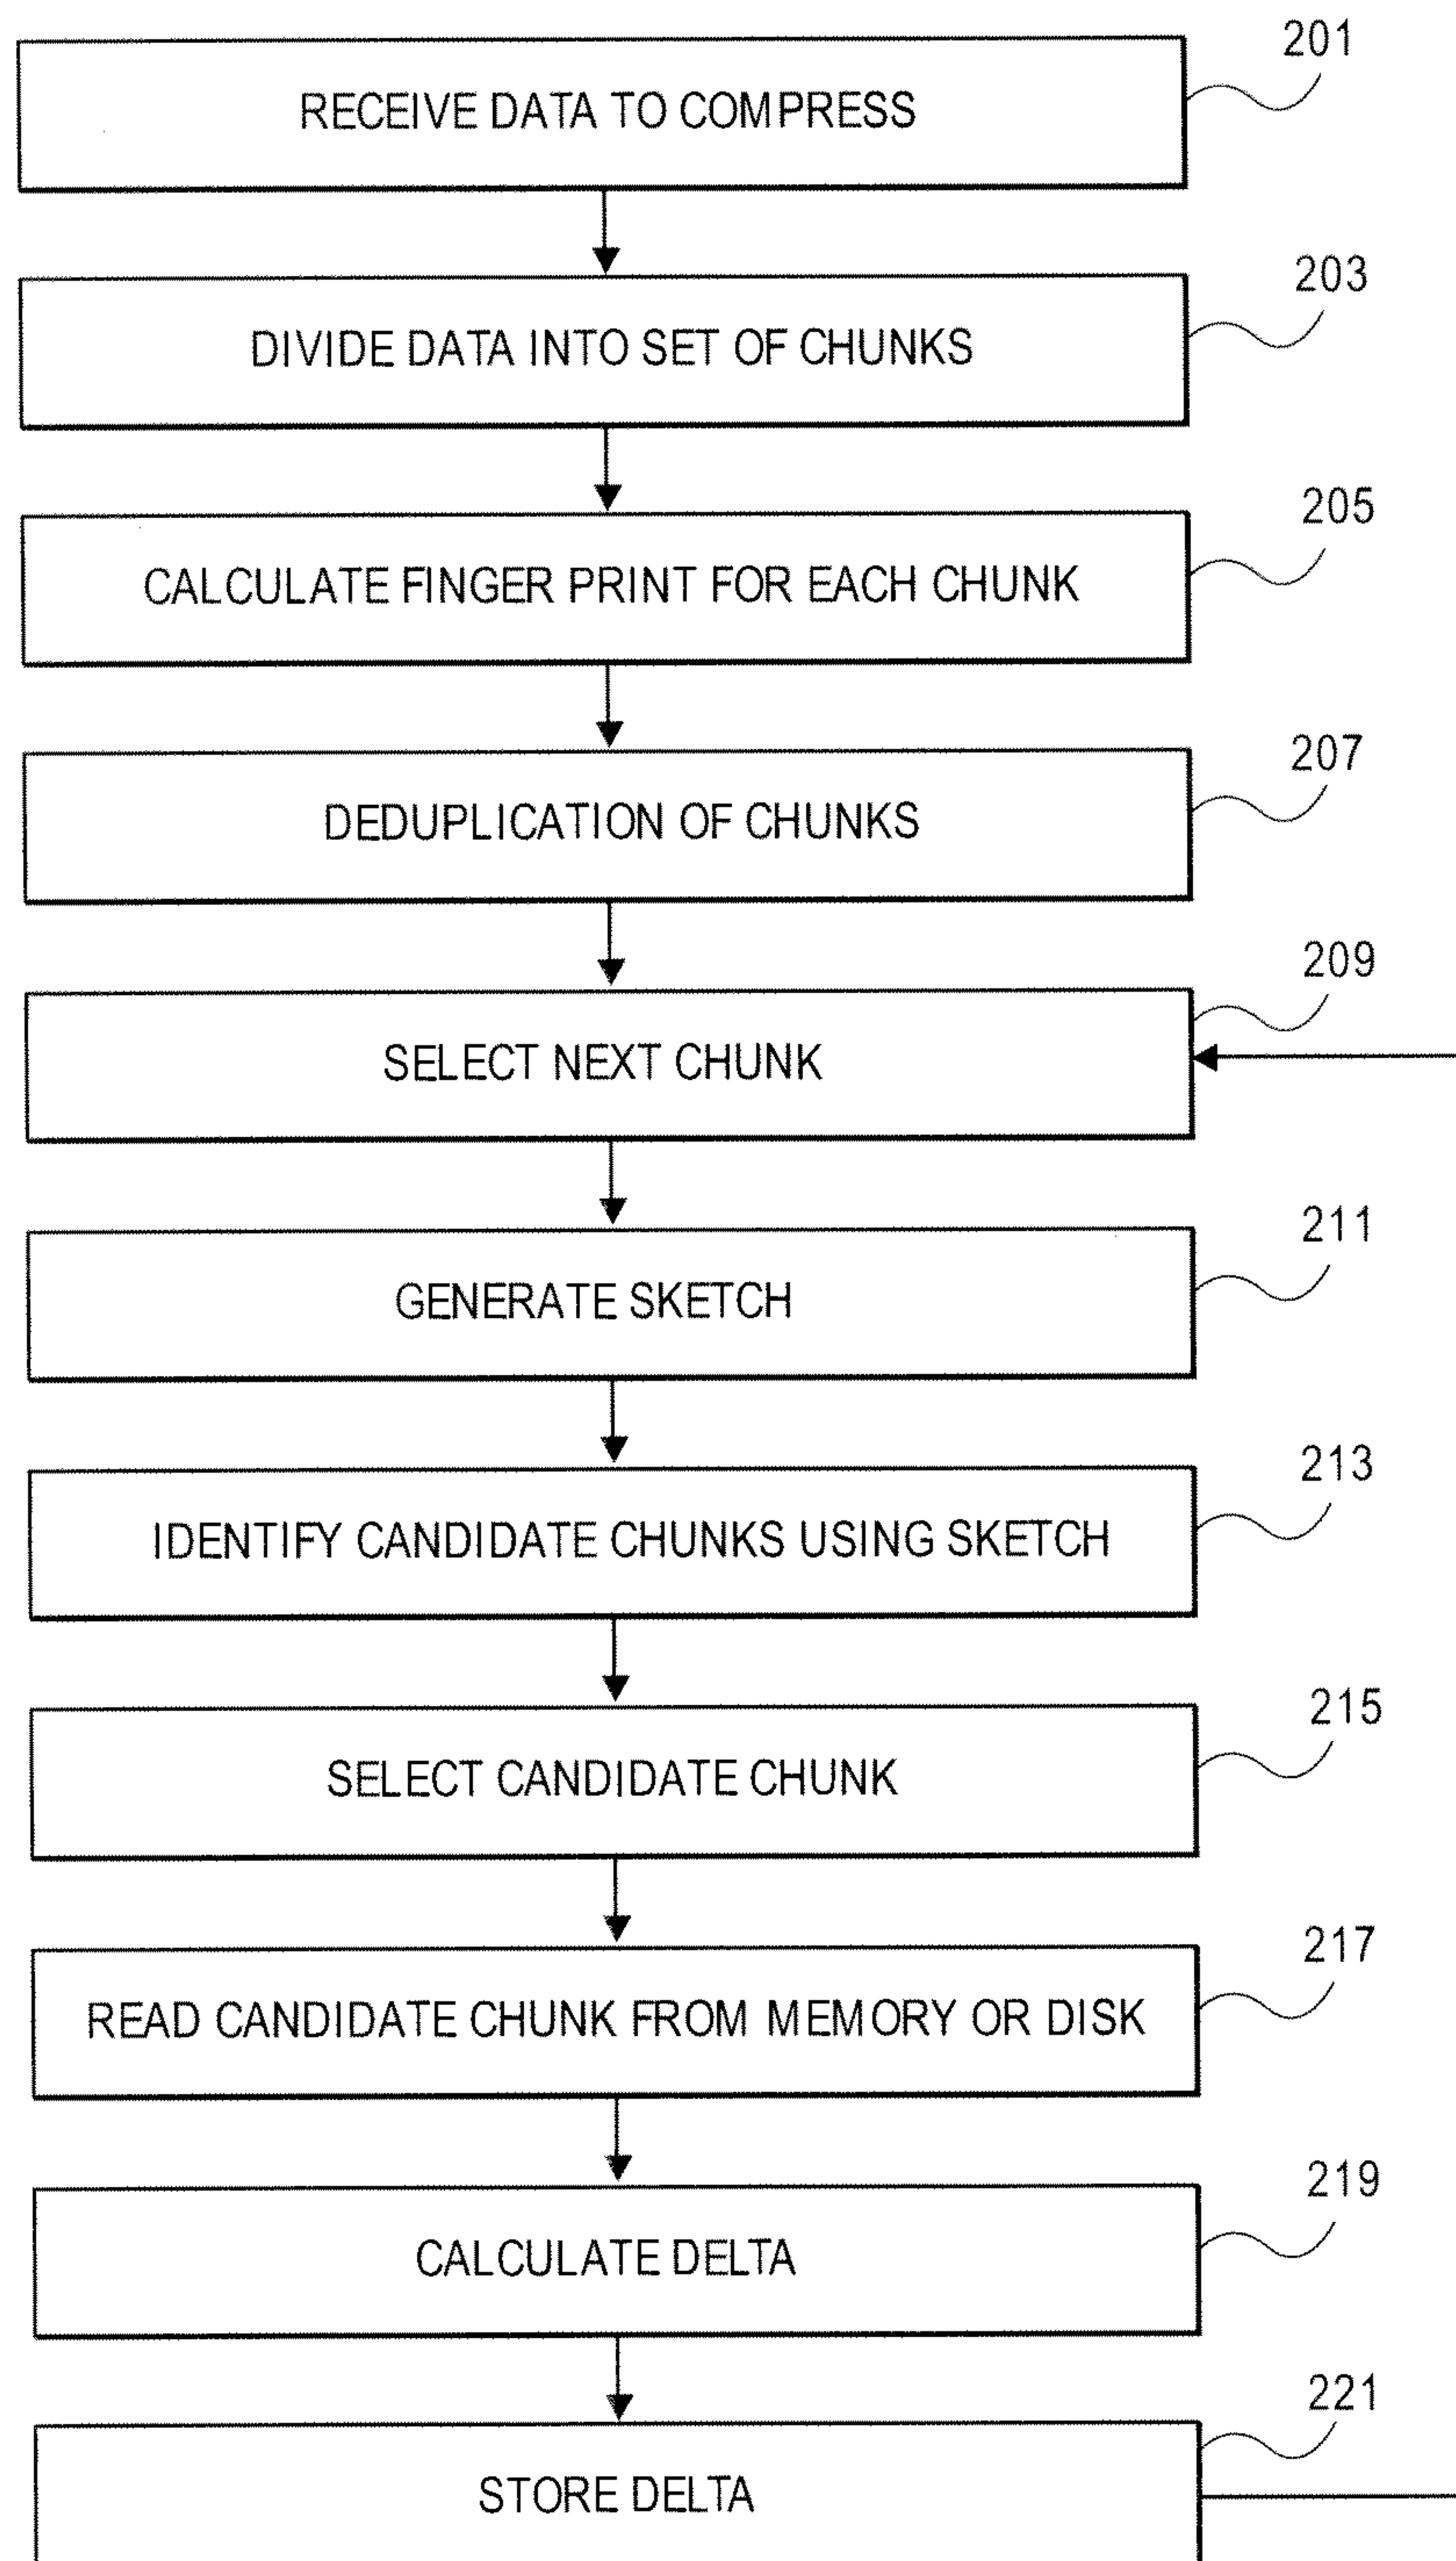 201
RECEIVE DATA TO COMPRESS
203
DIVIDE DATA INTO SET OF CHUNKS
205
CALCULATE FINGER PRINT FOR EACH CHUNK
207
DEDUPLICATION OF CHUNKS
209
SELECT NEXT CHUNK
211
GENERATE SKETCH
213
IDENTIFY CANDIDATE CHUNKS USING SKETCH
215
SELECT CANDIDATE CHUNK
217
READ CANDIDATE CHUNK FROM MEMORY OR DISK
219
CALCULATE DELTA
221
STORE DELTA